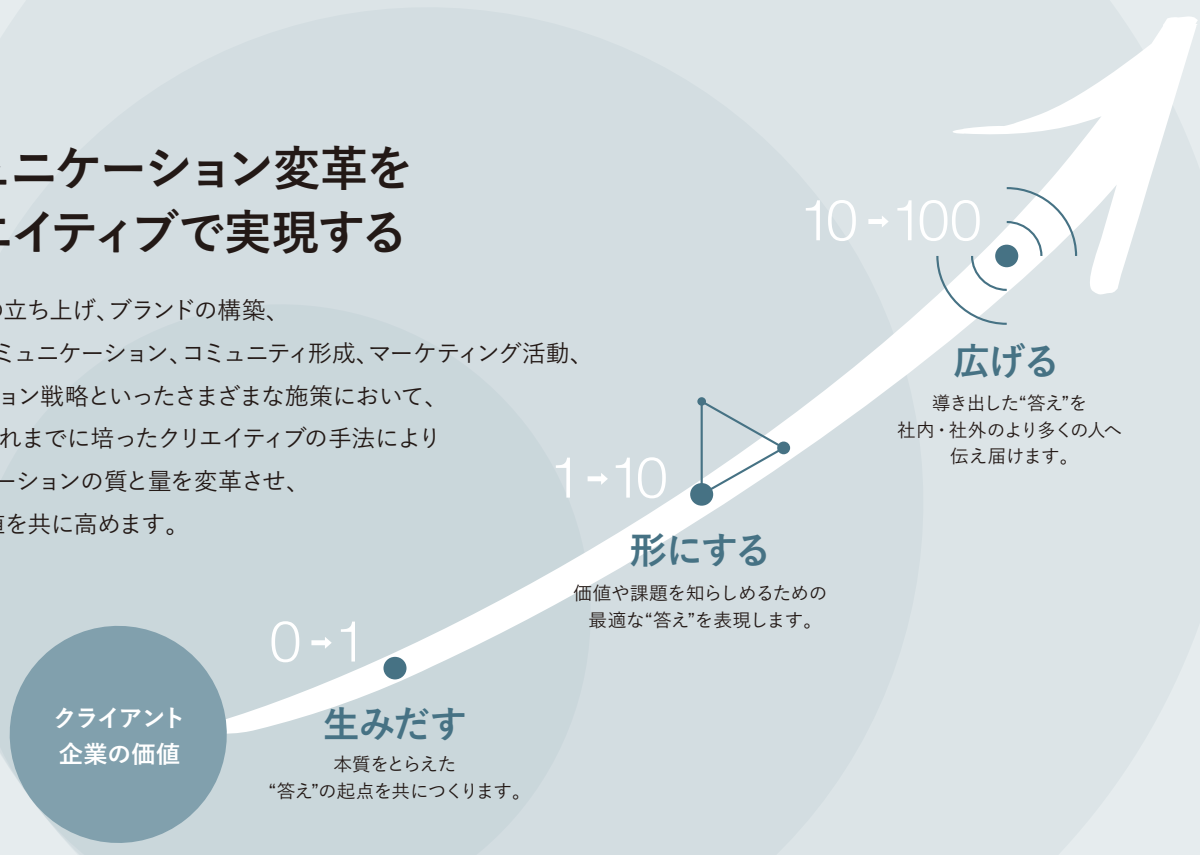 ュニケーション変革を
エイティブで実現する
の立ち上げ、ブランドの構築、
ミュニケーション、コミュニティ形成、マーケティング活動、
ョン戦略といったさまざまな施策において、
れまでに培ったクリエイティブの手法により
ーションの質と量を変革させ、
値を共に高めます。
10→100
広げる
導き出した“答え”を
社内・社外のより多くの人へ
伝え届けます。
1→10
形にする
価値や課題を知らしめるための
最適な“答え”を表現します。
0→1
生みだす
本質をとらえた
“答え”の起点を共につくります。
クライアント
企業の価値